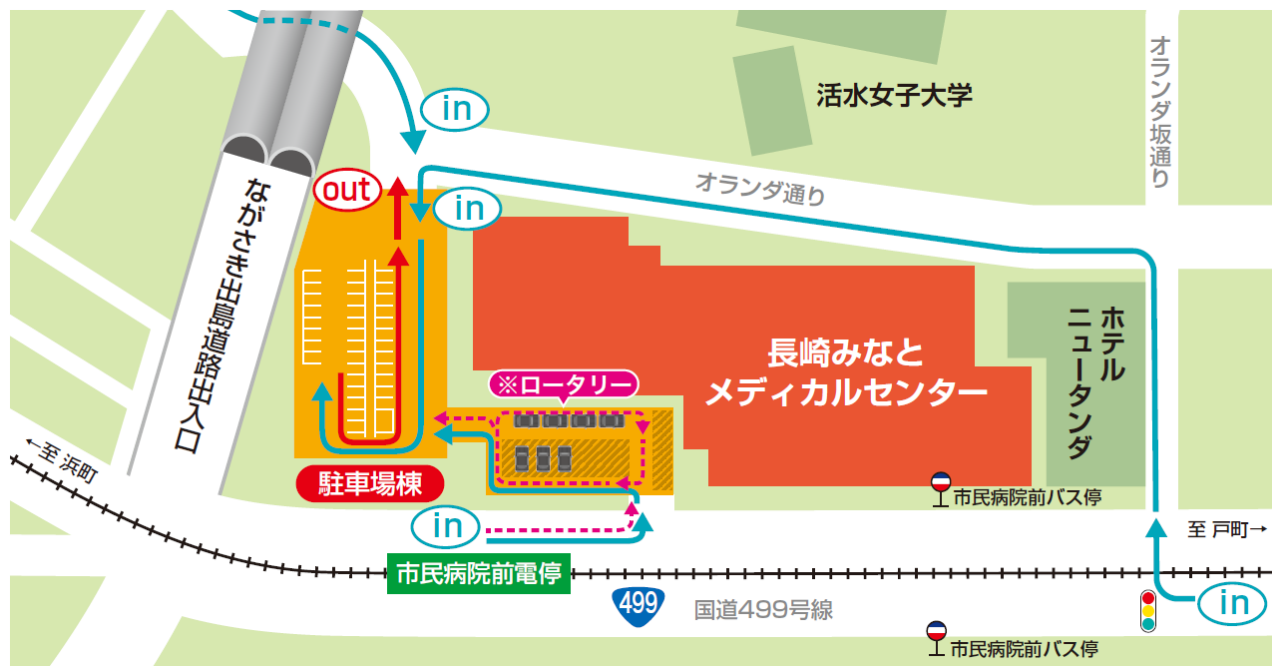 in
活水女子大学
オランダ坂通り
オランダ通り
out
in
ながさき出島道路出入口
長崎みなと
メディカルセンター
ホテル
ニュータンダ
※ロータリー
←至 浜町
駐車場棟
市民病院前バス停
in
至 戸町→
市民病院前電停
499
国道499号線
in
市民病院前バス停